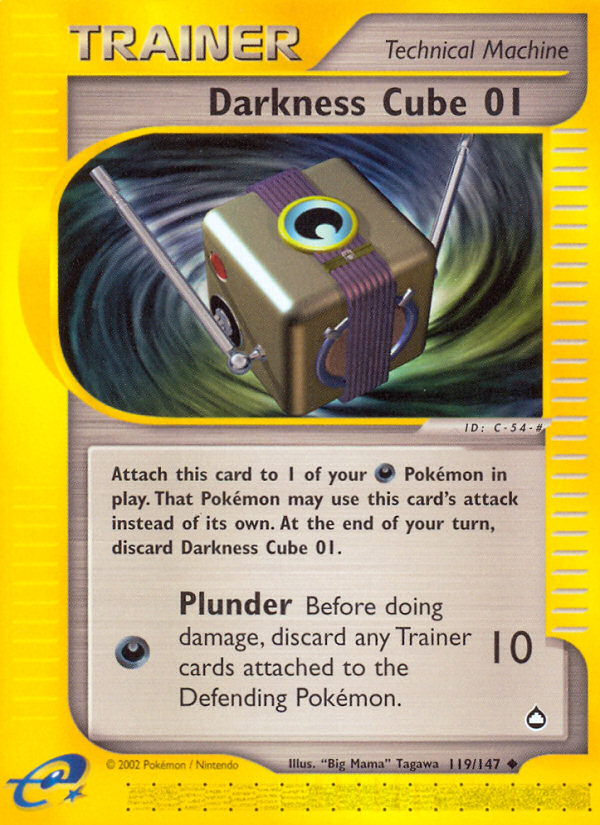 TRAINER
Technical Machine
Darkness Cube 01
ID: C-54-#
Attach this card to 1 of your Pokémon in
play. That Pokémon may use this card's attack
instead of its own. At the end of your turn,
discard Darkness Cube 01.
Plunder Before doing
damage, discard any Trainer
cards attached to the
Defending Pokémon.
10
© 2002 Pokémon / Nintendo
Illus. "Big Mama" Tagawa 119/147 ◆
e